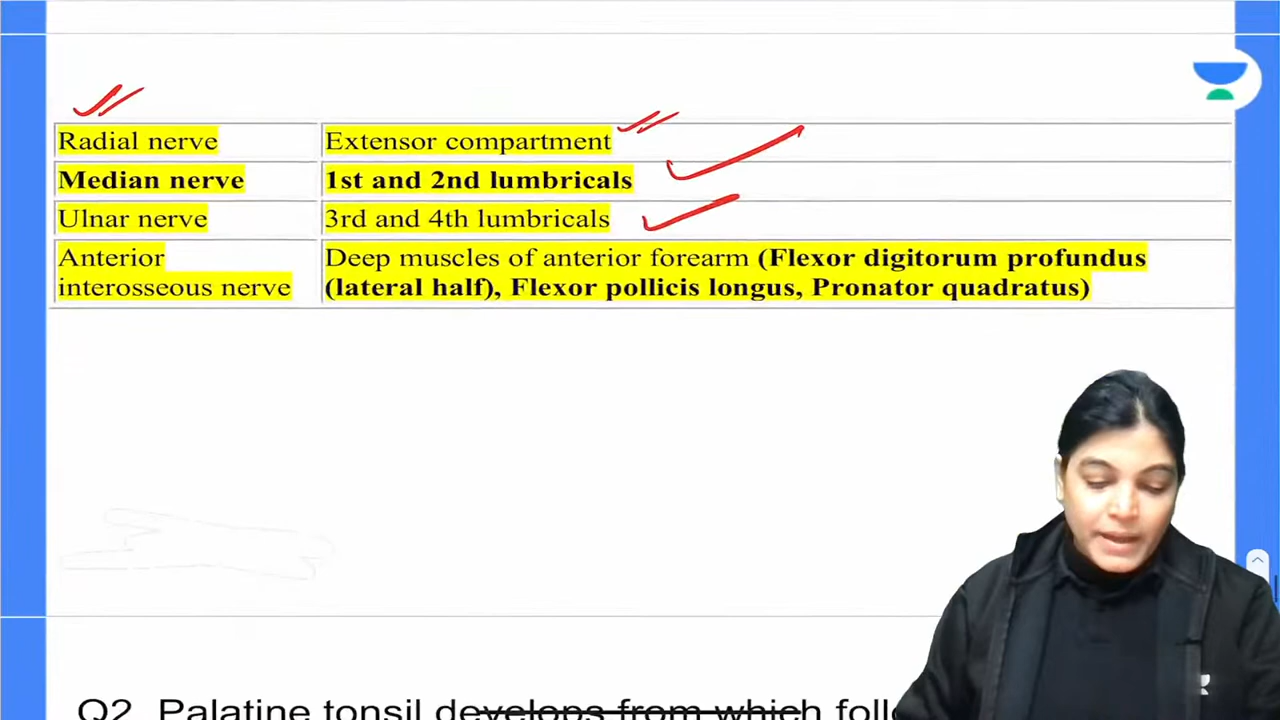 Radial nerve Extensor compartment
Median nerve 1st and 2nd lumbricals
Ulnar nerve 3rd and 4th lumbricals
Anterior Deep muscles of anterior forearm (Flexor digitorum profundus
interosseous nerve (lateral half), Flexor pollicis longus, Pronator quadratus)
Q2 Palatine tonsil develops from which